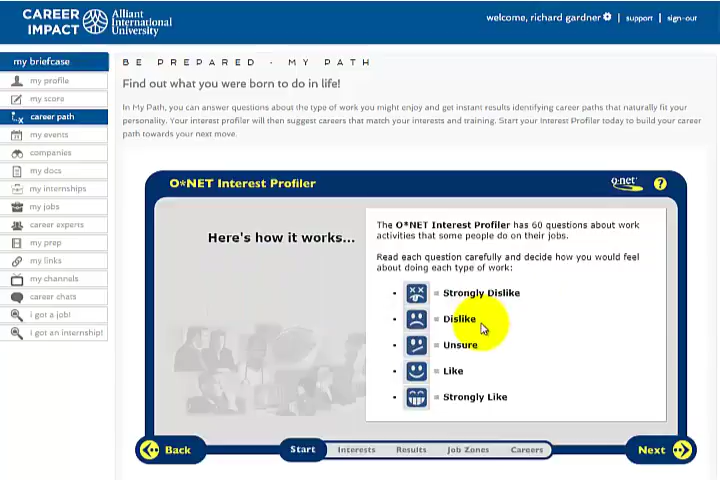 CAREER IMPACT
Alliant International University
welcome, richard gardner | support | sign-out
my briefcase
my profile
my score
career path
my events
companies
my docs
my internships
my jobs
career experts
my prep
my links
my channels
career chats
i got a job!
i got an internship!
BE PREPARED · MY PATH
Find out what you were born to do in life!
In My Path, you can answer questions about the type of work you might enjoy and get instant results identifying career paths that naturally fit your
personality. Your interest profiler will then suggest careers that match your interests and training. Start your Interest Profiler today to build your career
path towards your next move.
O*NET Interest Profiler
o·net
?
Here's how it works...
The O*NET Interest Profiler has 60 questions about work
activities that some people do on their jobs.
Read each question carefully and decide how you would feel
about doing each type of work:
• = Strongly Dislike
• = Dislike
• = Unsure
• = Like
• = Strongly Like
Back
Start
Interests
Results
Job Zones
Careers
Next